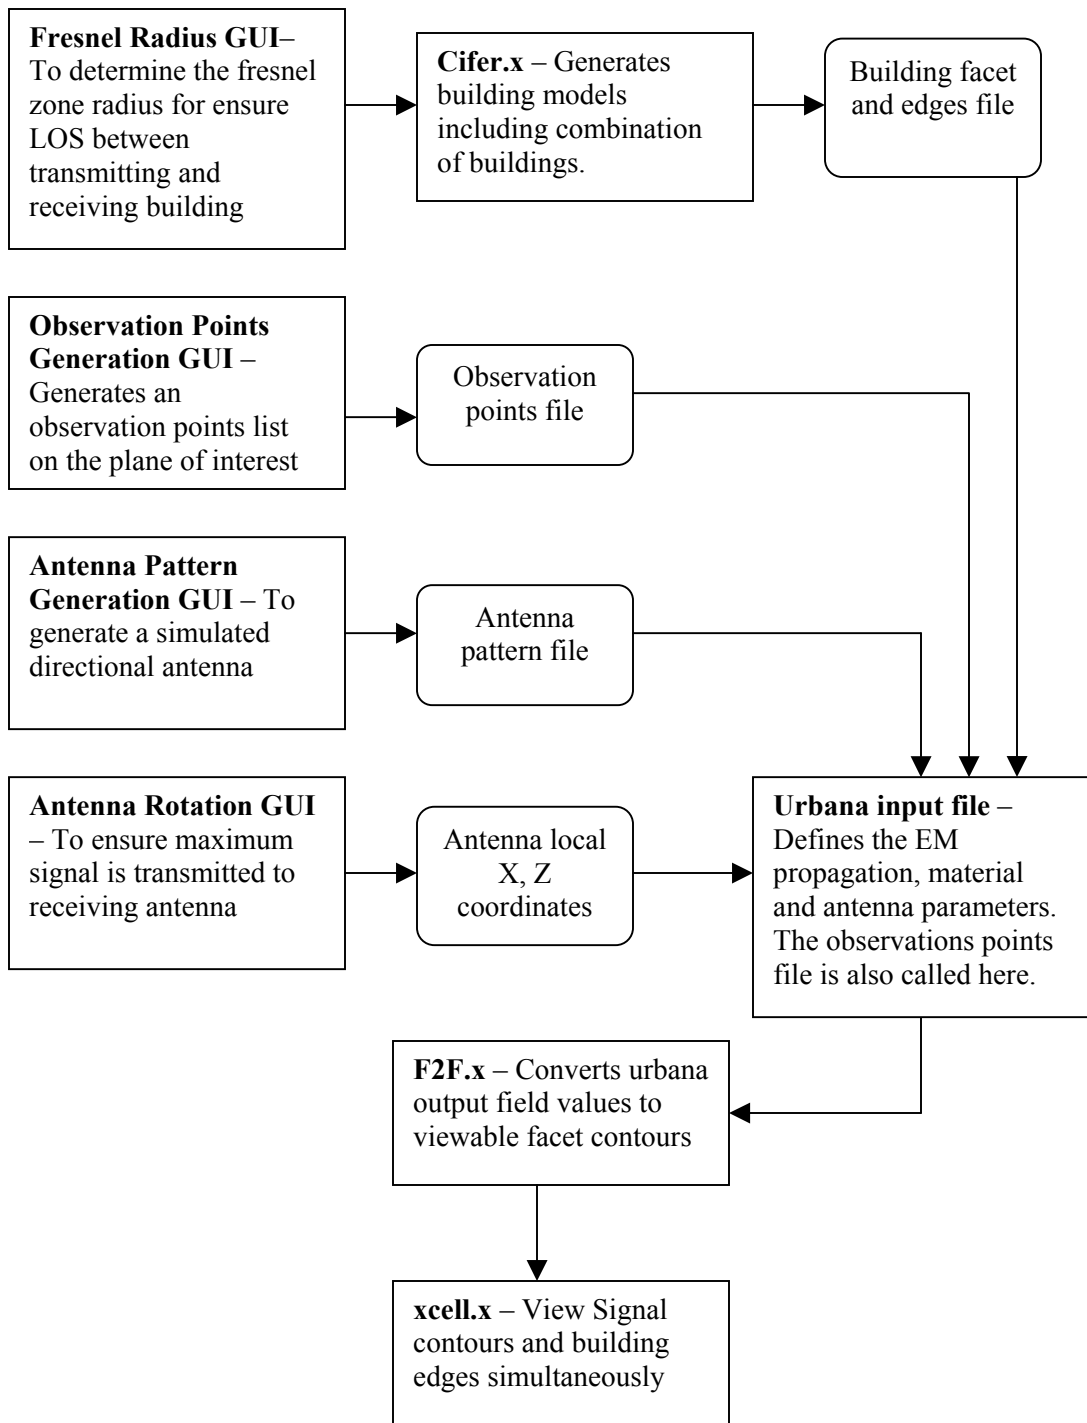 Fresnel Radius GUI–
To determine the fresnel
zone radius for ensure
LOS between
transmitting and
receiving building
Cifer.x – Generates
building models
including combination
of buildings.
Building facet
and edges file
Observation Points
Generation GUI –
Generates an
observation points list
on the plane of interest
Observation
points file
Antenna Pattern
Generation GUI – To
generate a simulated
directional antenna
Antenna
pattern file
Antenna Rotation GUI
– To ensure maximum
signal is transmitted to
receiving antenna
Antenna local
X, Z
coordinates
Urbana input file –
Defines the EM
propagation, material
and antenna parameters.
The observations points
file is also called here.
F2F.x – Converts urbana
output field values to
viewable facet contours
xcell.x – View Signal
contours and building
edges simultaneously